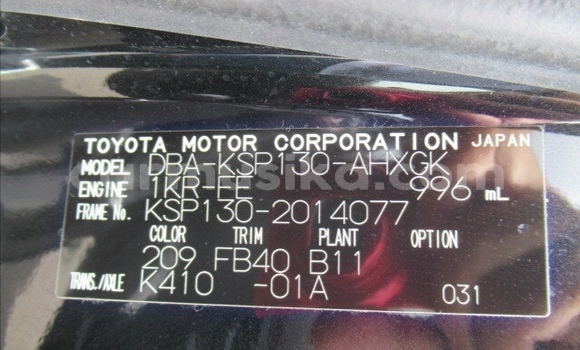 TOYOTA MOTOR CORPORATION JAPAN
MODEL DBA-KSP130-AHXGK
ENGINE 1KR-FE 996 mL
FRAME No. KSP130-2014077
COLOR TRIM PLANT OPTION
209 FB40 B11
TRANS./AXLE K410 -01A 031